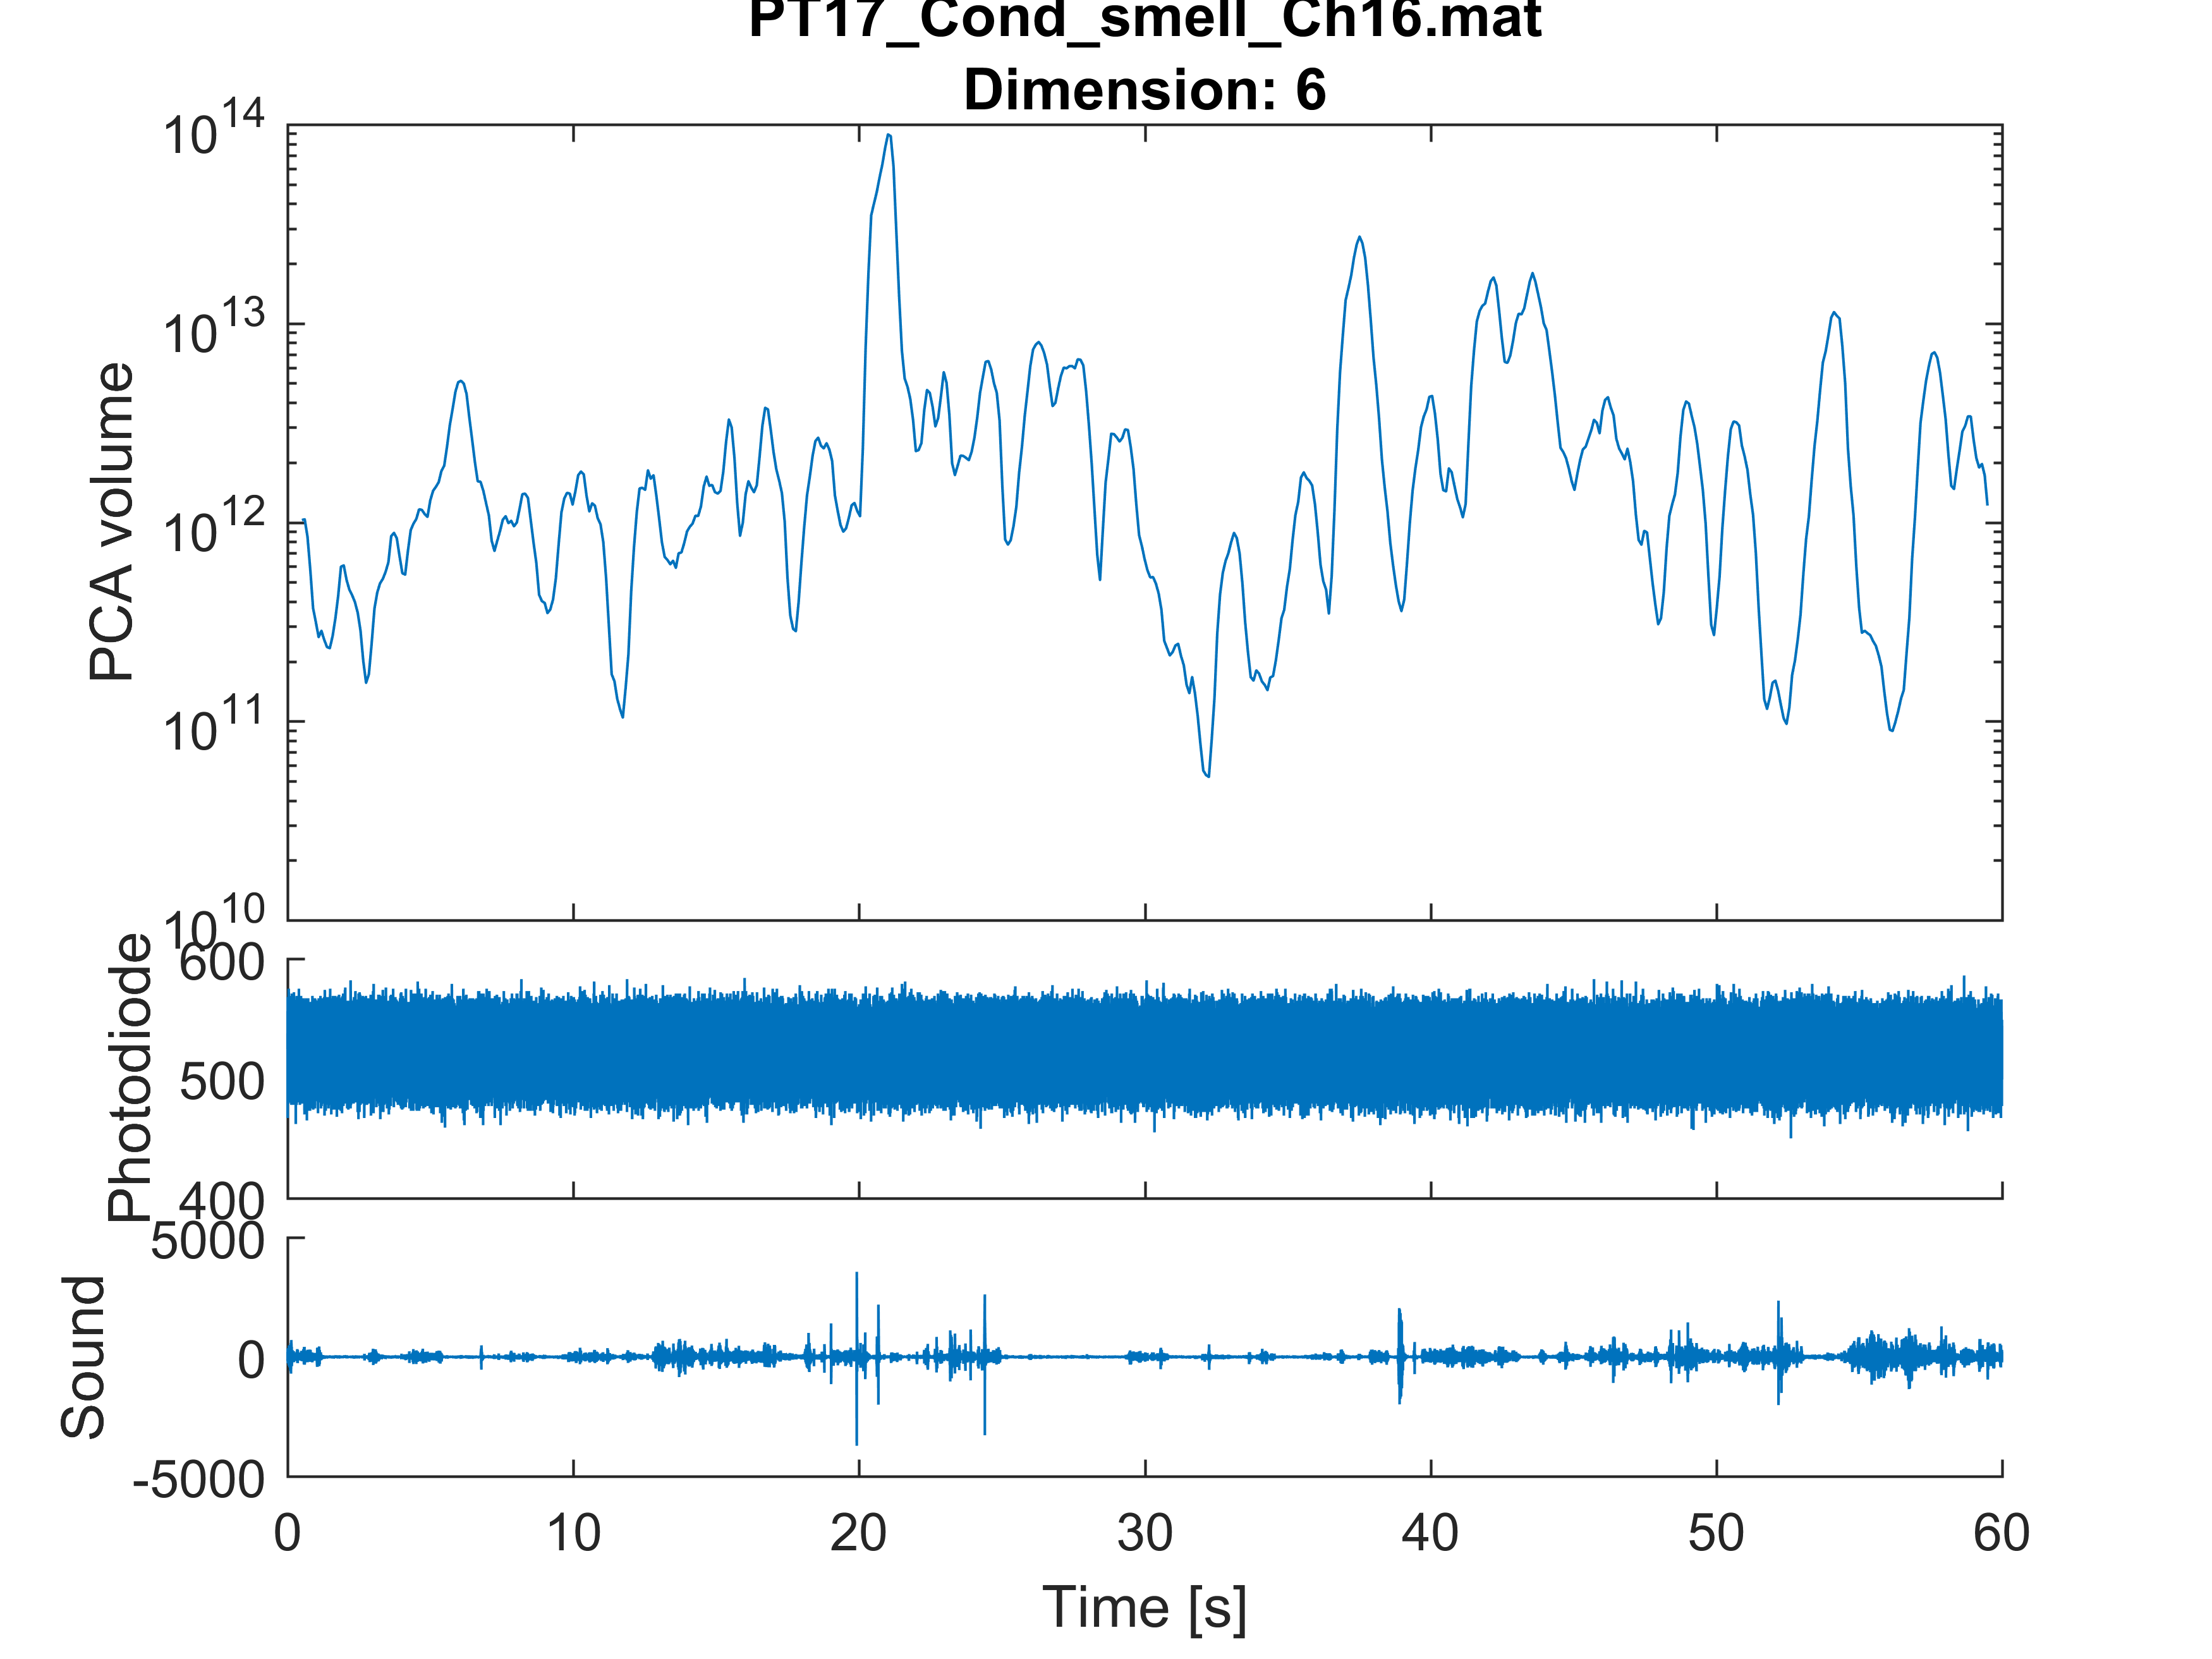 PT17_Cond_smell_Ch16.mat
Dimension: 6
PCA volume
10^14
10^13
10^12
10^11
10^10
Photodiode
600
500
400
Sound
5000
0
-5000
0 10 20 30 40 50 60
Time [s]